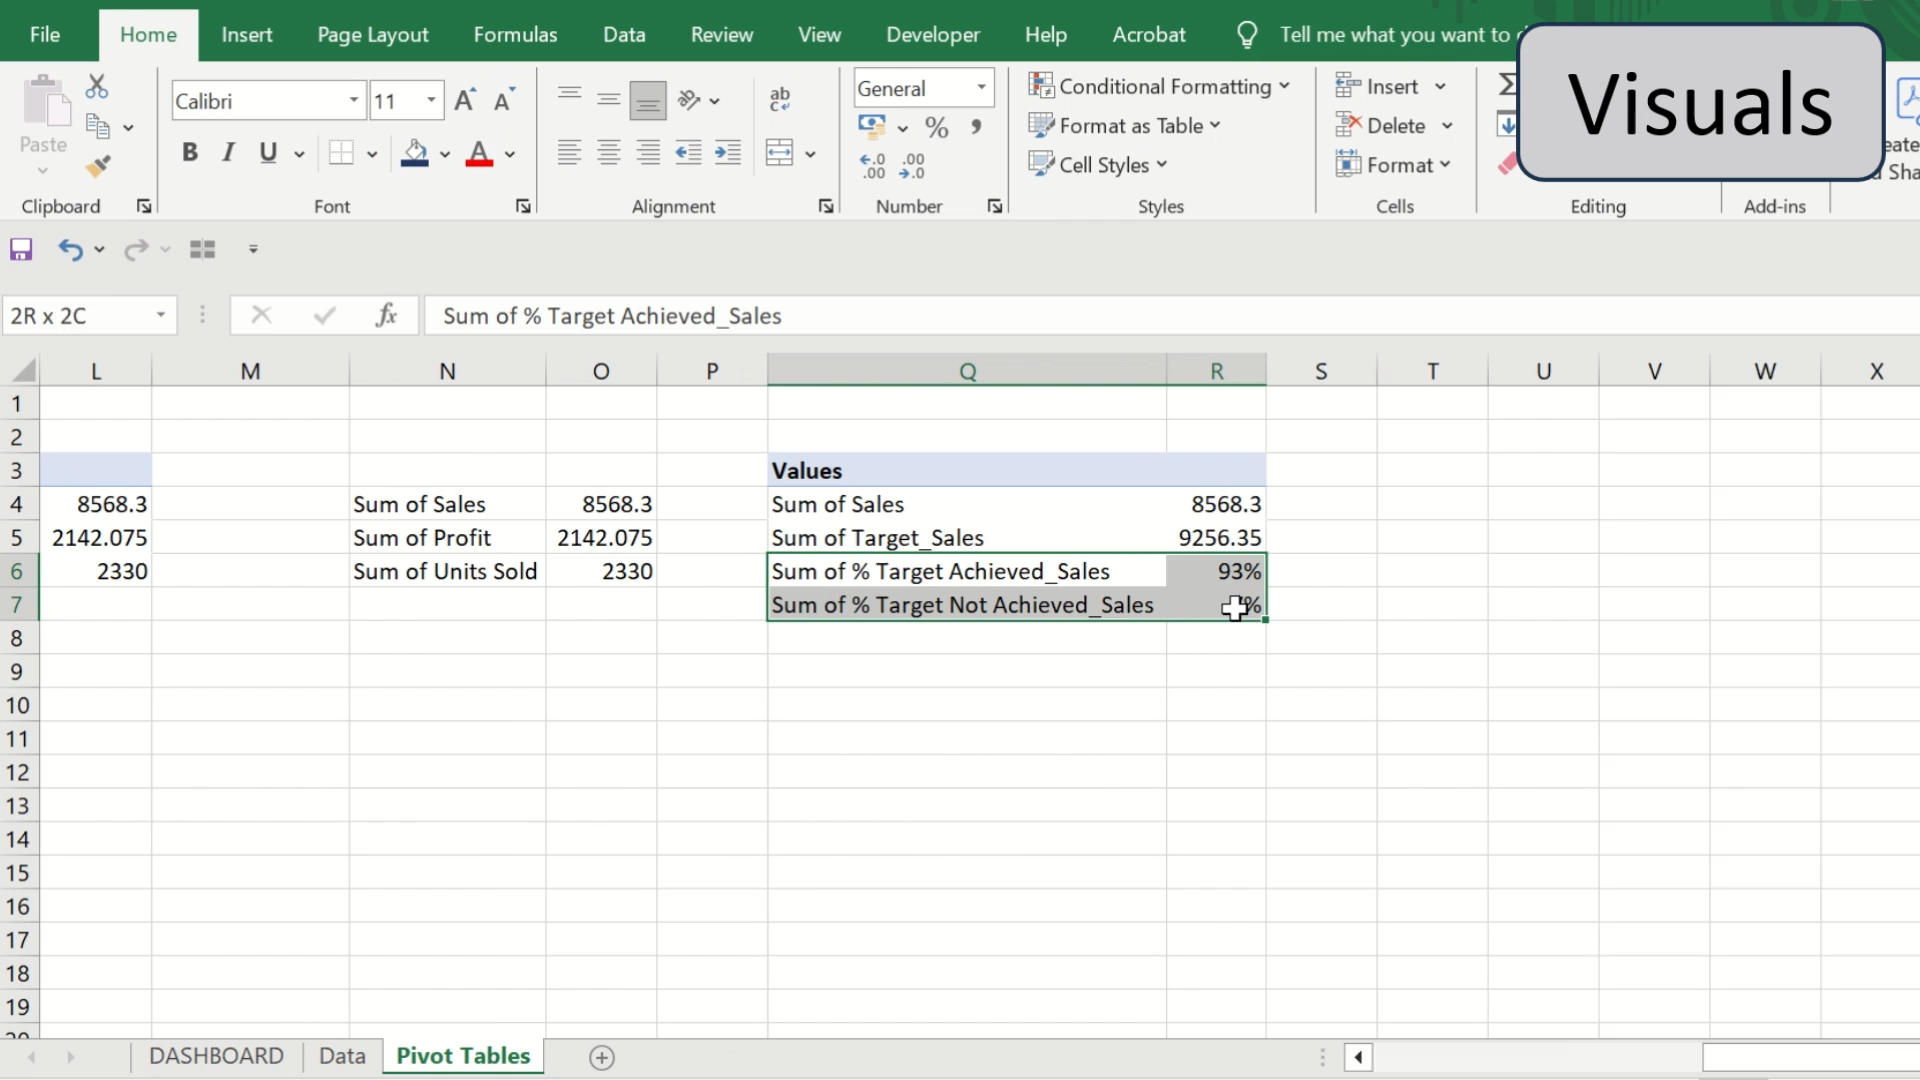 File Home Insert Page Layout Formulas Data Review View Developer Help Acrobat Tell me what you want to
Visuals
Calibri 11 General Conditional Formatting Insert
Paste Format as Table Delete
B I U Cell Styles Format
Clipboard Font Alignment Number Styles Cells Editing Add-ins
2R x 2C fx Sum of % Target Achieved_Sales
L M N O P Q R S T U V W X
1
2
3 Values
4 8568.3 Sum of Sales 8568.3 Sum of Sales 8568.3
5 2142.075 Sum of Profit 2142.075 Sum of Target_Sales 9256.35
6 2330 Sum of Units Sold 2330 Sum of % Target Achieved_Sales 93%
7 Sum of % Target Not Achieved_Sales %
8
9
10
11
12
13
14
15
16
17
18
19
DASHBOARD Data Pivot Tables